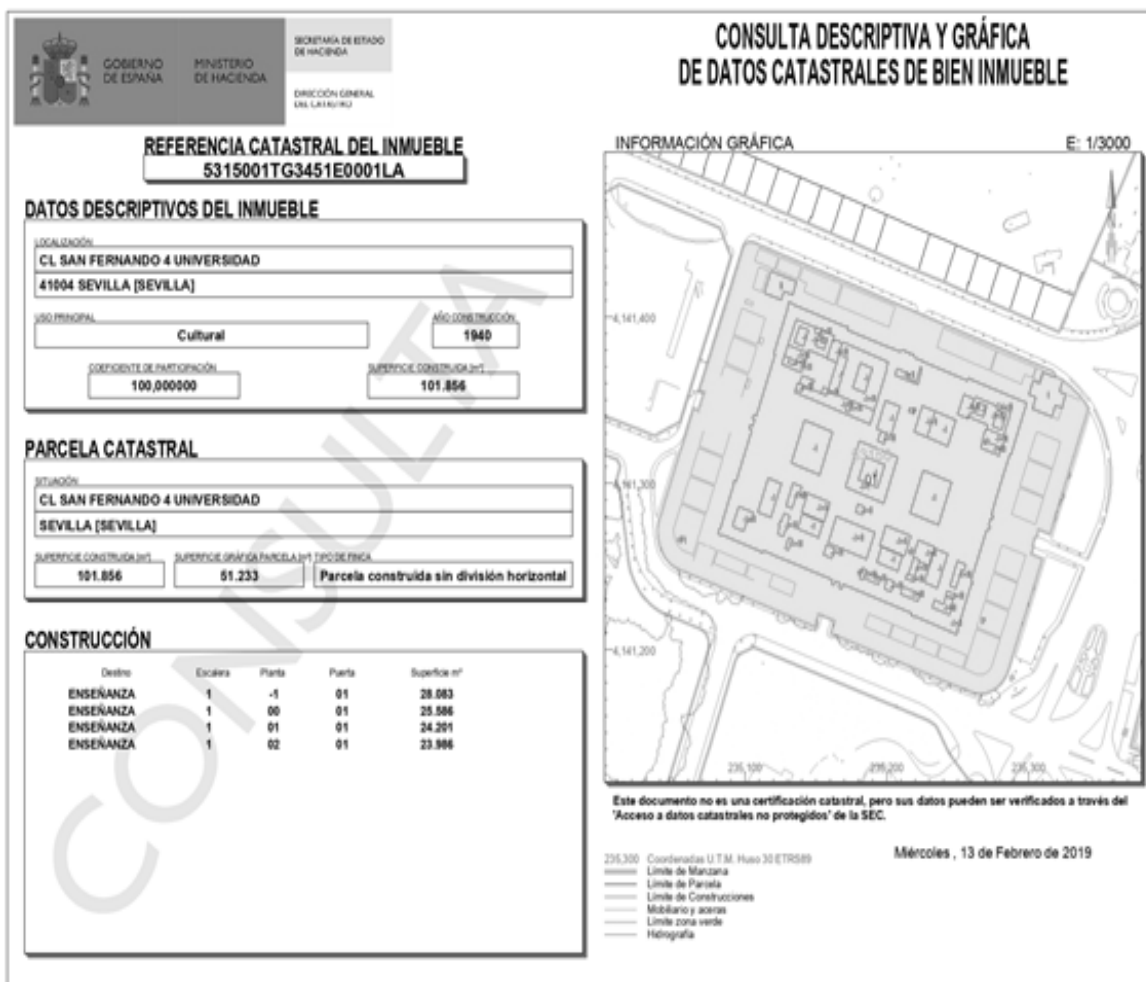 GOBIERNO
DE ESPAÑA
MINISTERIO
DE HACIENDA
SECRETARÍA DE ESTADO
DE HACIENDA
DIRECCIÓN GENERAL
DEL CATASTRO
CONSULTA DESCRIPTIVA Y GRÁFICA
DE DATOS CATASTRALES DE BIEN INMUEBLE
REFERENCIA CATASTRAL DEL INMUEBLE
5315001TG3451E0001LA
DATOS DESCRIPTIVOS DEL INMUEBLE
LOCALIZACIÓN
CL SAN FERNANDO 4 UNIVERSIDAD
41004 SEVILLA [SEVILLA]
USO PRINCIPAL
AÑO CONSTRUCCIÓN
Cultural
1940
COEFICIENTE DE PARTICIPACIÓN
SUPERFICIE CONSTRUIDA [m²]
100,000000
101.856
PARCELA CATASTRAL
SITUACIÓN
CL SAN FERNANDO 4 UNIVERSIDAD
SEVILLA [SEVILLA]
SUPERFICIE CONSTRUIDA [m²] SUPERFICIE GRÁFICA PARCELA [m²] TIPO DE FINCA
101.856 51.233 Parcela construida sin división horizontal
CONSTRUCCIÓN
Destino Escalera Planta Puerta Superficie m²
ENSEÑANZA 1 -1 01 28.083
ENSEÑANZA 1 00 01 25.586
ENSEÑANZA 1 01 01 24.201
ENSEÑANZA 1 02 01 23.986
CONSULTA
INFORMACIÓN GRÁFICA E: 1/3000
4,141,400
4,141,300
4,141,200
235,100 235,200 235,300
Este documento no es una certificación catastral, pero sus datos pueden ser verificados a través del
'Acceso a datos catastrales no protegidos' de la SEC.
Miércoles , 13 de Febrero de 2019
235,300 Coordenadas U.T.M. Huso 30 ETRS89
Límite de Manzana
Límite de Parcela
Límite de Construcciones
Mobiliario y aceras
Límite zona verde
Hidrografía